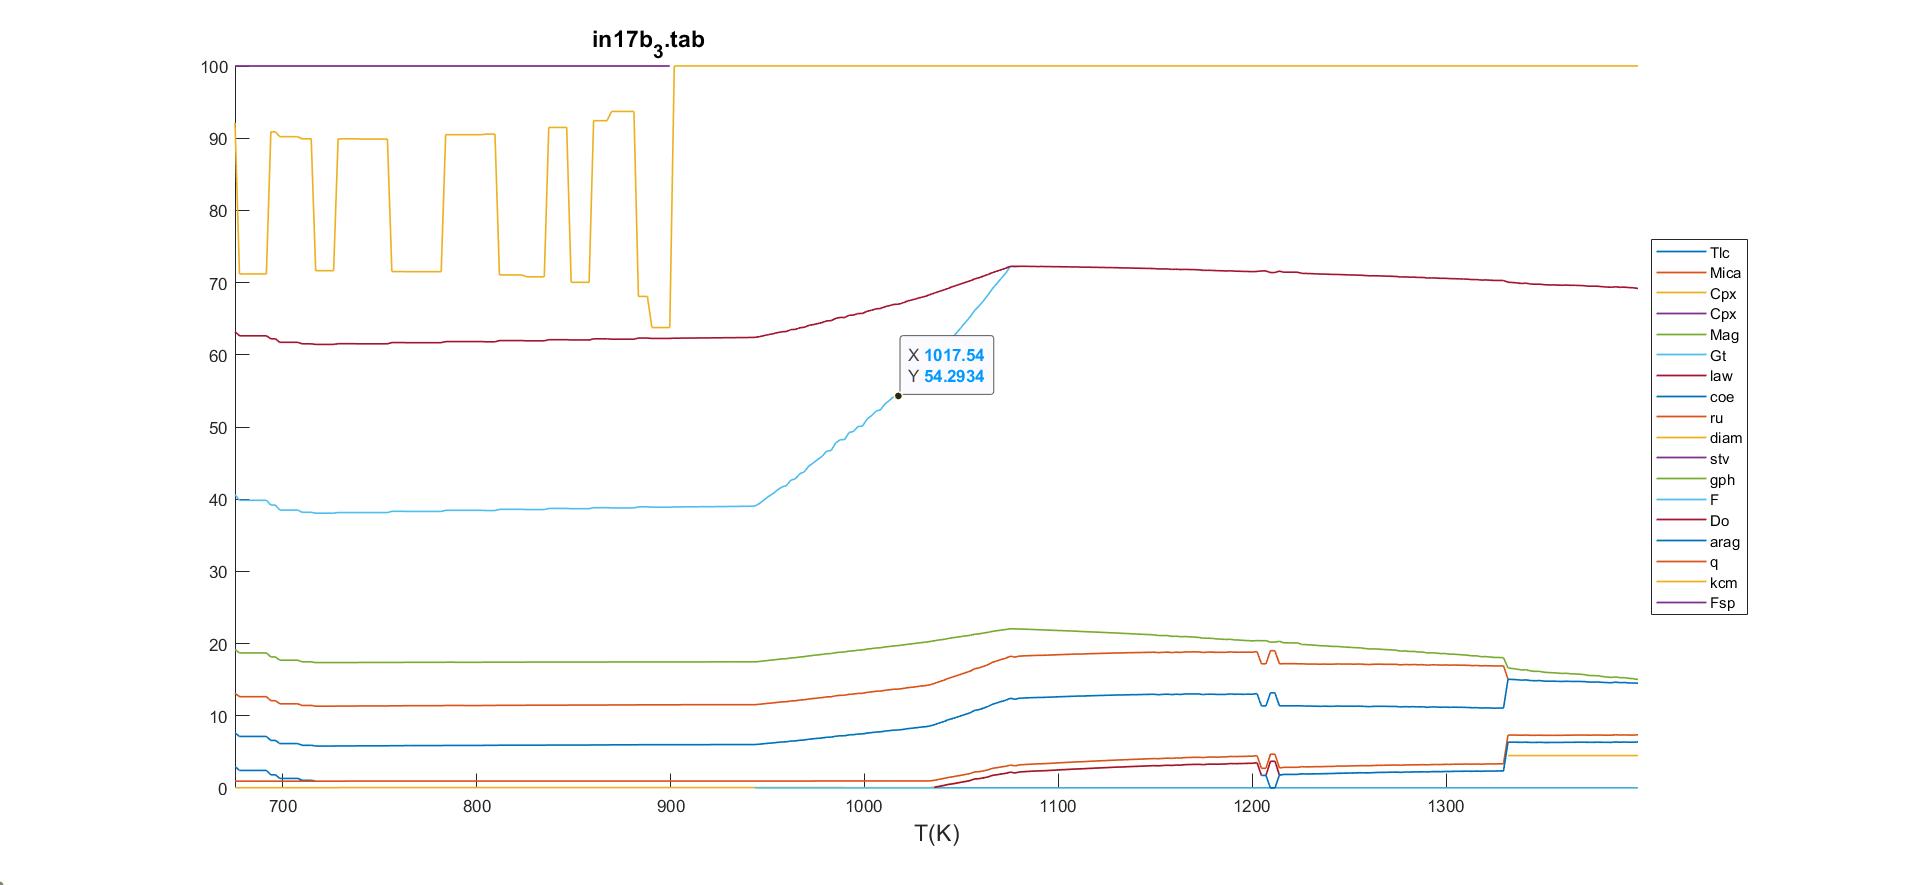 in17b3.tab
100
90
80
70
60
50
40
30
20
10
0
X 1017.54
Y 54.2934
700 800 900 1000 1100 1200 1300
T(K)
Tlc
Mica
Cpx
Cpx
Mag
Gt
law
coe
ru
diam
stv
gph
F
Do
arag
q
kcm
Fsp